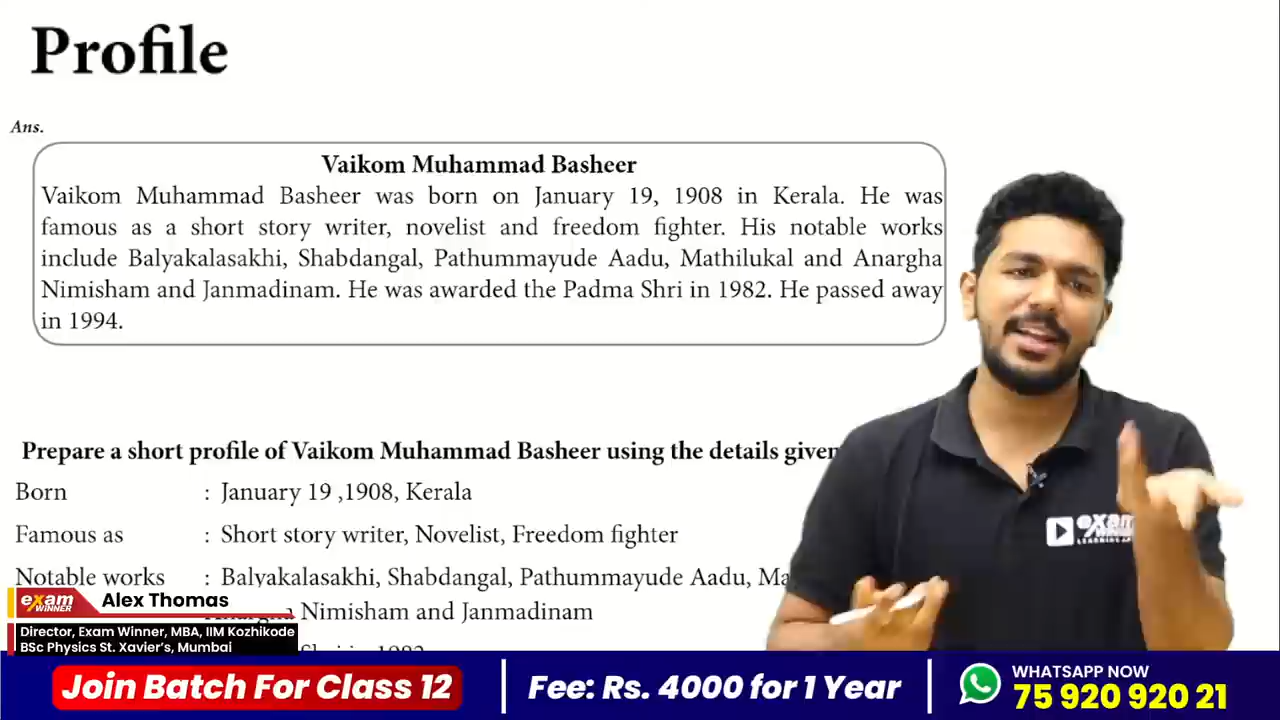 Profile
Ans.
Vaikom Muhammad Basheer
Vaikom Muhammad Basheer was born on January 19, 1908 in Kerala. He was
famous as a short story writer, novelist and freedom fighter. His notable works
include Balyakalasakhi, Shabdangal, Pathummayude Aadu, Mathilukal and Anargha
Nimisham and Janmadinam. He was awarded the Padma Shri in 1982. He passed away
in 1994.
Prepare a short profile of Vaikom Muhammad Basheer using the details given
Born : January 19 ,1908, Kerala
Famous as : Short story writer, Novelist, Freedom fighter
Notable works : Balyakalasakhi, Shabdangal, Pathummayude Aadu, Ma
Nimisham and Janmadinam
exam
WINNER
Alex Thomas
Director, Exam Winner, MBA, IIM Kozhikode
BSc Physics St. Xavier's, Mumbai
exam
Join Batch For Class 12
Fee: Rs. 4000 for 1 Year
WHATSAPP NOW
75 920 920 21